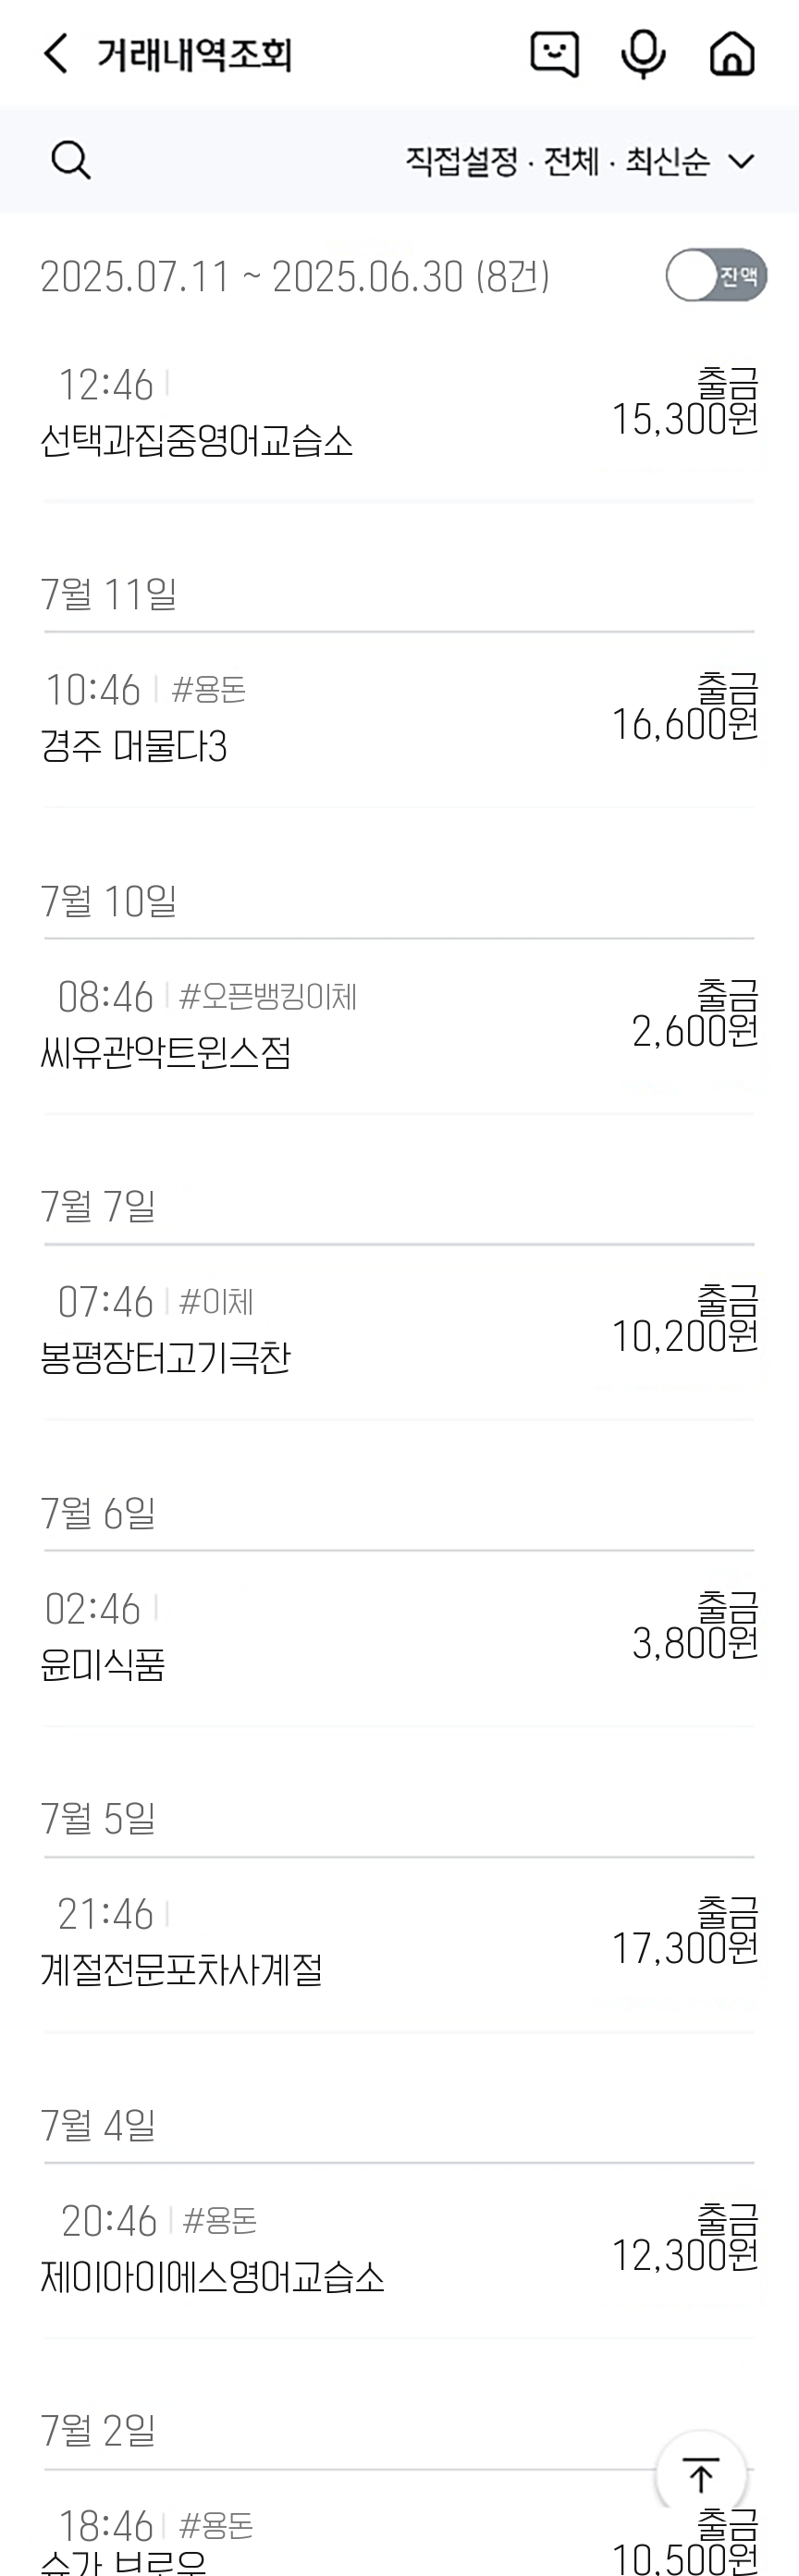 거래내역조회
직접설정 · 전체 · 최신순
2025.07.11 ~ 2025.06.30 (8건)
잔액
12:46
출금
선택과집중영어교습소
15,300원
7월 11일
10:46 #용돈
출금
경주 머물다3
16,600원
7월 10일
08:46 #오픈뱅킹이체
출금
씨유관악트윈스점
2,600원
7월 7일
07:46 #이체
출금
봉평장터고기극찬
10,200원
7월 6일
02:46
출금
윤미식품
3,800원
7월 5일
21:46
출금
계절전문포차사계절
17,300원
7월 4일
20:46 #용돈
출금
제이아이에스영어교습소
12,300원
7월 2일
18:46 #용돈
출금
슈가 브로우
10,500원